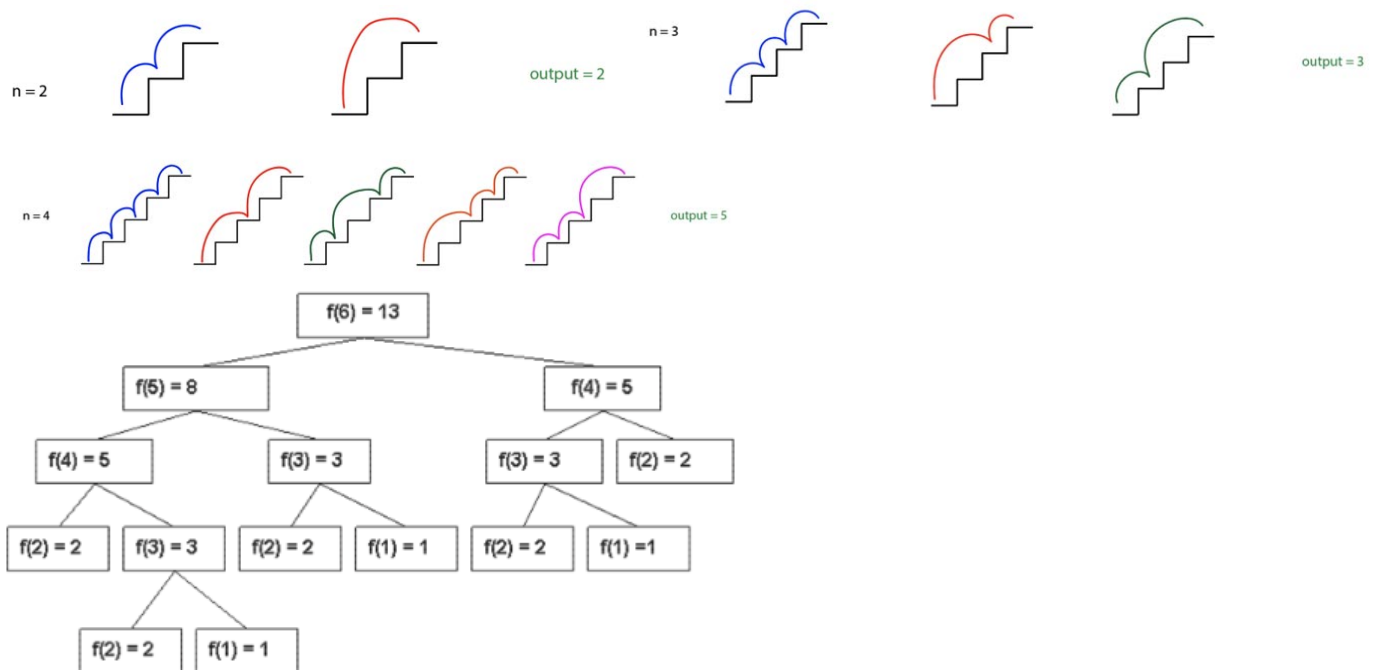 n = 2
output = 2
n = 3
output = 3
n = 4
output = 5
f(6) = 13
f(5) = 8
f(4) = 5
f(4) = 5
f(3) = 3
f(3) = 3
f(2) = 2
f(2) = 2
f(3) = 3
f(2) = 2
f(1) = 1
f(2) = 2
f(1) =1
f(2) = 2
f(1) = 1